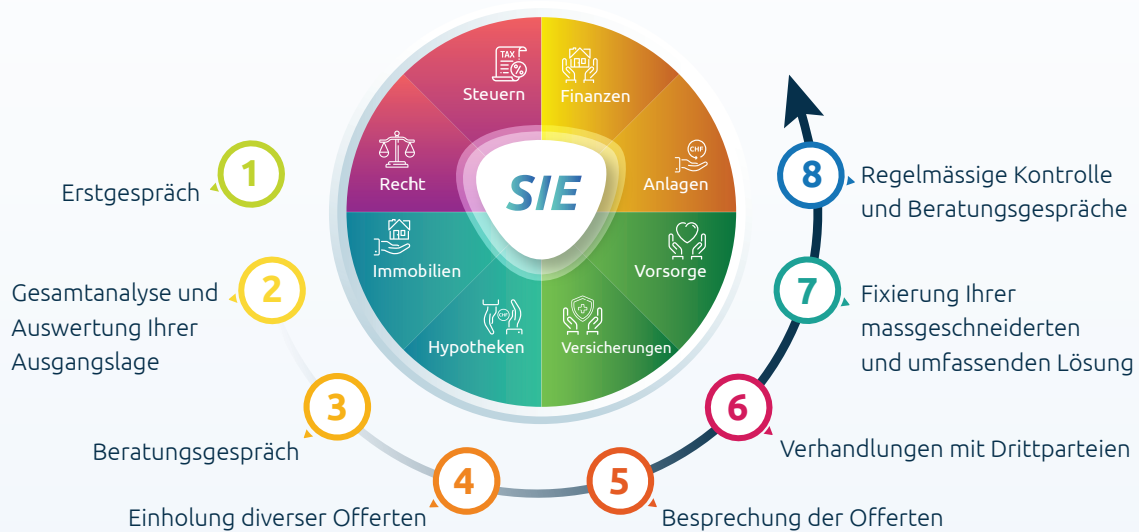 TAX
%
Steuern
Finanzen
CHF
Recht
Anlagen
SIE
Immobilien
Vorsorge
CHF
Hypotheken
Versicherungen
1
Erstgespräch
2
Gesamtanalyse und
Auswertung Ihrer
Ausgangslage
3
Beratungsgespräch
4
Einholung diverser Offerten
5
Besprechung der Offerten
6
Verhandlungen mit Drittparteien
7
Fixierung Ihrer
massgeschneiderten
und umfassenden Lösung
8
Regelmässige Kontrolle
und Beratungsgespräche